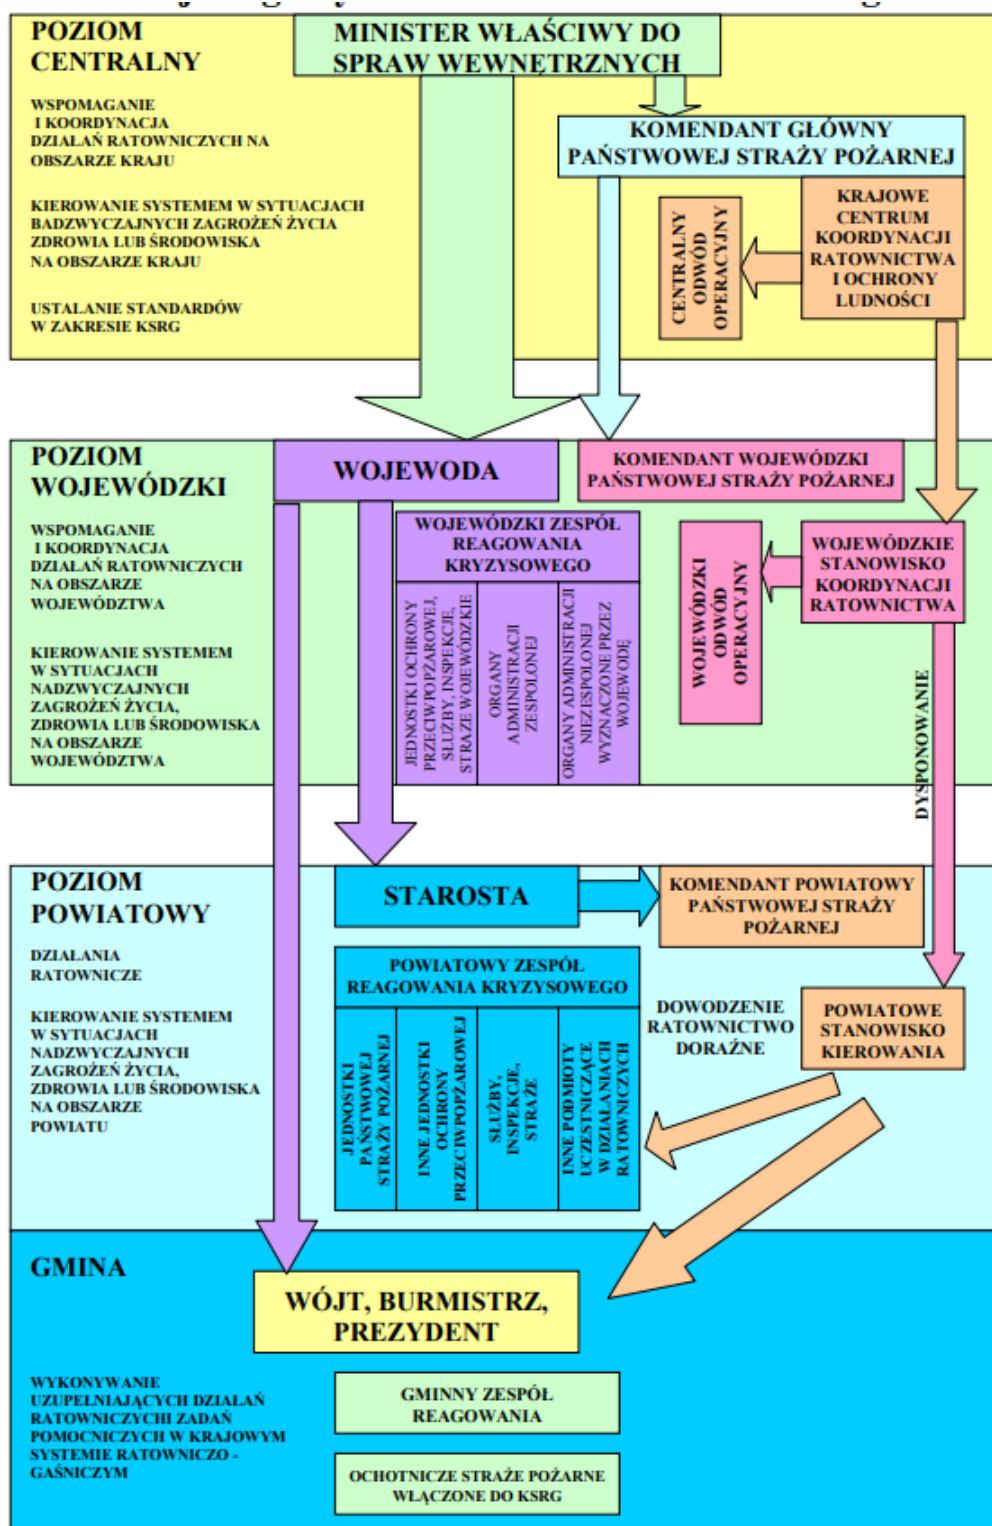 POZIOM
CENTRALNY
MINISTER WŁAŚCIWY DO
SPRAW WEWNĘTRZNYCH
WSPOMAGANIE
I KOORDYNACJA
DZIAŁAŃ RATOWNICZYCH NA
OBSZARZE KRAJU
KIEROWANIE SYSTEMEM W SYTUACJACH
BADZWYCZAJNYCH ZAGROŻEŃ ŻYCIA
ZDROWIA LUB ŚRODOWISKA
NA OBSZARZE KRAJU
USTALANIE STANDARDÓW
W ZAKRESIE KSRG
KOMENDANT GŁÓWNY
PAŃSTWOWEJ STRAŻY POŻARNEJ
CENTRALNY
ODWÓD
OPERACYJNY
KRAJOWE
CENTRUM
KOORDYNACJI
RATOWNICTWA
I OCHRONY
LUDNOŚCI
POZIOM
WOJEWÓDZKI
WSPOMAGANIE
I KOORDYNACJA
DZIAŁAŃ RATOWNICZYCH
NA OBSZARZE
WOJEWÓDZTWA
KIEROWANIE SYSTEMEM
W SYTUACJACH
NADZWYCZAJNYCH
ZAGROŻEŃ ŻYCIA,
ZDROWIA LUB ŚRODOWISKA
NA OBSZARZE
WOJEWÓDZTWA
WOJEWODA
KOMENDANT WOJEWÓDZKI
PAŃSTWOWEJ STRAŻY POŻARNEJ
WOJEWÓDZKI ZESPÓŁ
REAGOWANIA
KRYZYSOWEGO
JEDNOSTKI OCHRONY
PRZECIWPOPŻAROWEJ,
SŁUŻBY, INSPEKCJE,
STRAZE WOJEWÓDZKIE
ORGANY
ADMINISTRACJI
ZESPOLONEJ
ORGANY ADMINISTRACJI
NIEZESPOLONEJ
WYZNACZONE PRZEZ
WOJEWODĘ
WOJEWÓDZKI
ODWÓD
OPERACYJNY
WOJEWÓDZKIE
STANOWISKO
KOORDYNACJI
RATOWNICTWA
DYSPONOWANIE
POZIOM
POWIATOWY
DZIAŁANIA
RATOWNICZE
KIEROWANIE SYSTEMEM
W SYTUACJACH
NADZWYCZAJNYCH
ZAGROŻEŃ ŻYCIA,
ZDROWIA LUB ŚRODOWISKA
NA OBSZARZE
POWIATU
STAROSTA
KOMENDANT POWIATOWY
PAŃSTWOWEJ STRAŻY
POŻARNEJ
POWIATOWY ZESPÓŁ
REAGOWANIA KRYZYSOWEGO
JEDNOSTKI
PAŃSTWOWEJ
STRAŻY POŻARNEJ
INNE JEDNOSTKI
OCHRONY
PRZECIWPOPŻAROWEJ
SŁUŻBY,
INSPEKCJE,
STRAŻE
INNE PODMIOTY
UCZESTNICZĄCE
W DZIAŁANIACH
RATOWNICZYCH
DOWODZENIE
RATOWNICTWO
DORAŹNE
POWIATOWE
STANOWISKO
KIEROWANIA
GMINA
WÓJT, BURMISTRZ,
PREZYDENT
WYKONYWANIE
UZUPEŁNIAJĄCYCH DZIAŁAŃ
RATOWNICZYCHI ZADAŃ
POMOCNICZYCH W KRAJOWYM
SYSTEMIE RATOWNICZO -
GAŚNICZYM
GMINNY ZESPÓŁ
REAGOWANIA
OCHOTNICZE STRAŻE POŻARNE
WŁĄCZONE DO KSRG